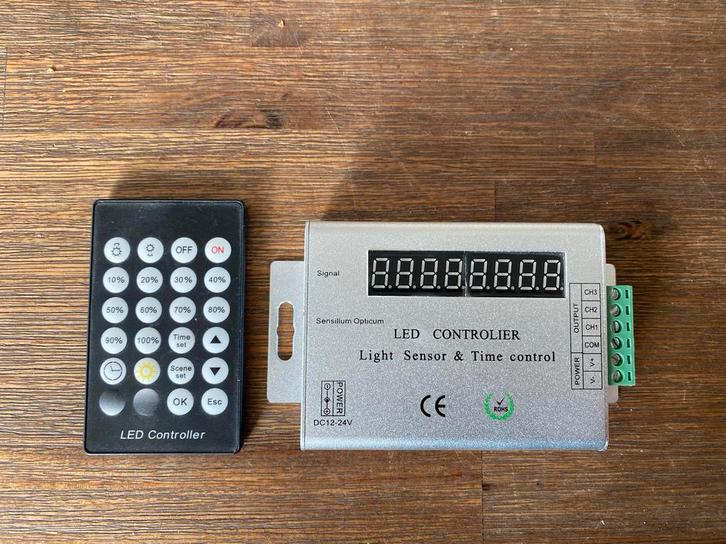 OFF ON
10% 20% 30% 40%
50% 60% 70% 80%
90% 100% Time set
Scene set
OK Esc
LED Controller
Signal
8888 8888
Sensillum Opticum
LED CONTROLIER
Light Sensor & Time control
POWER
DC12-24V
CE
ROHS
OUTPUT
CH3
CH2
CH1
COM
POWER
V+
V-